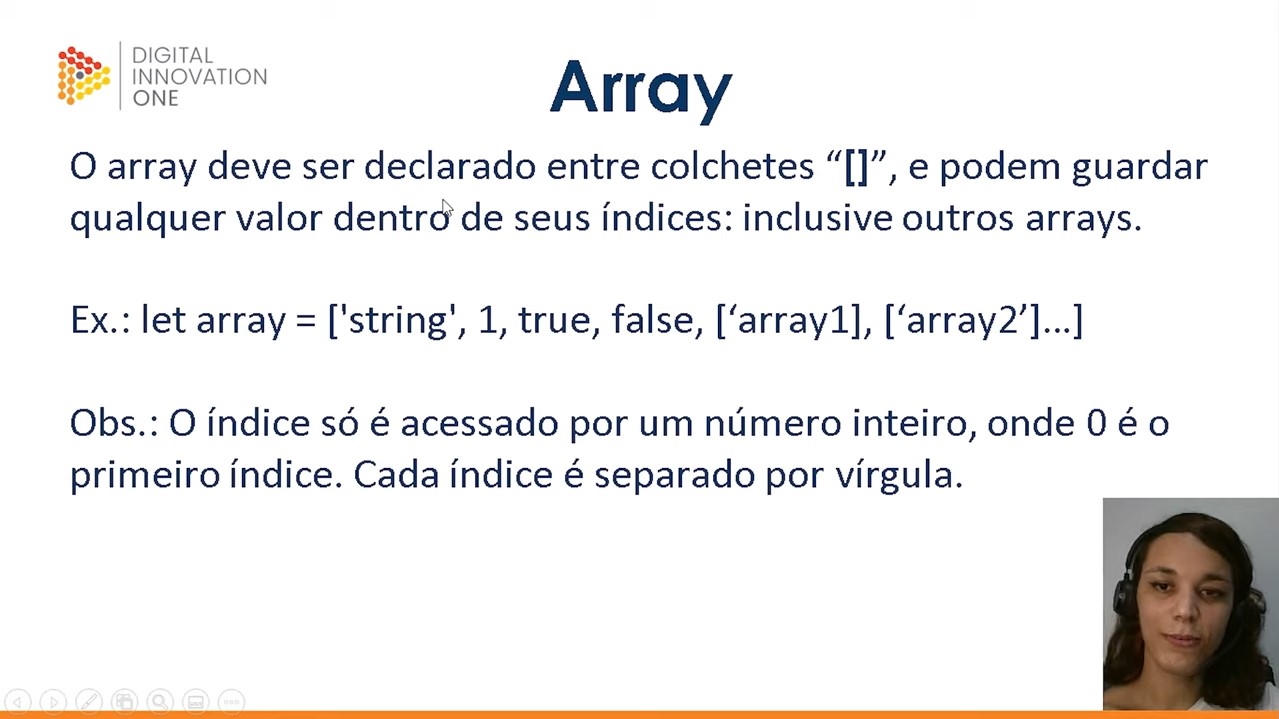 DIGITAL
INNOVATION
ONE
Array
O array deve ser declarado entre colchetes “[]”, e podem guardar
qualquer valor dentro de seus índices: inclusive outros arrays.
Ex.: let array = ['string', 1, true, false, [‘array1], [‘array2’]...]
Obs.: O índice só é acessado por um número inteiro, onde 0 é o
primeiro índice. Cada índice é separado por vírgula.